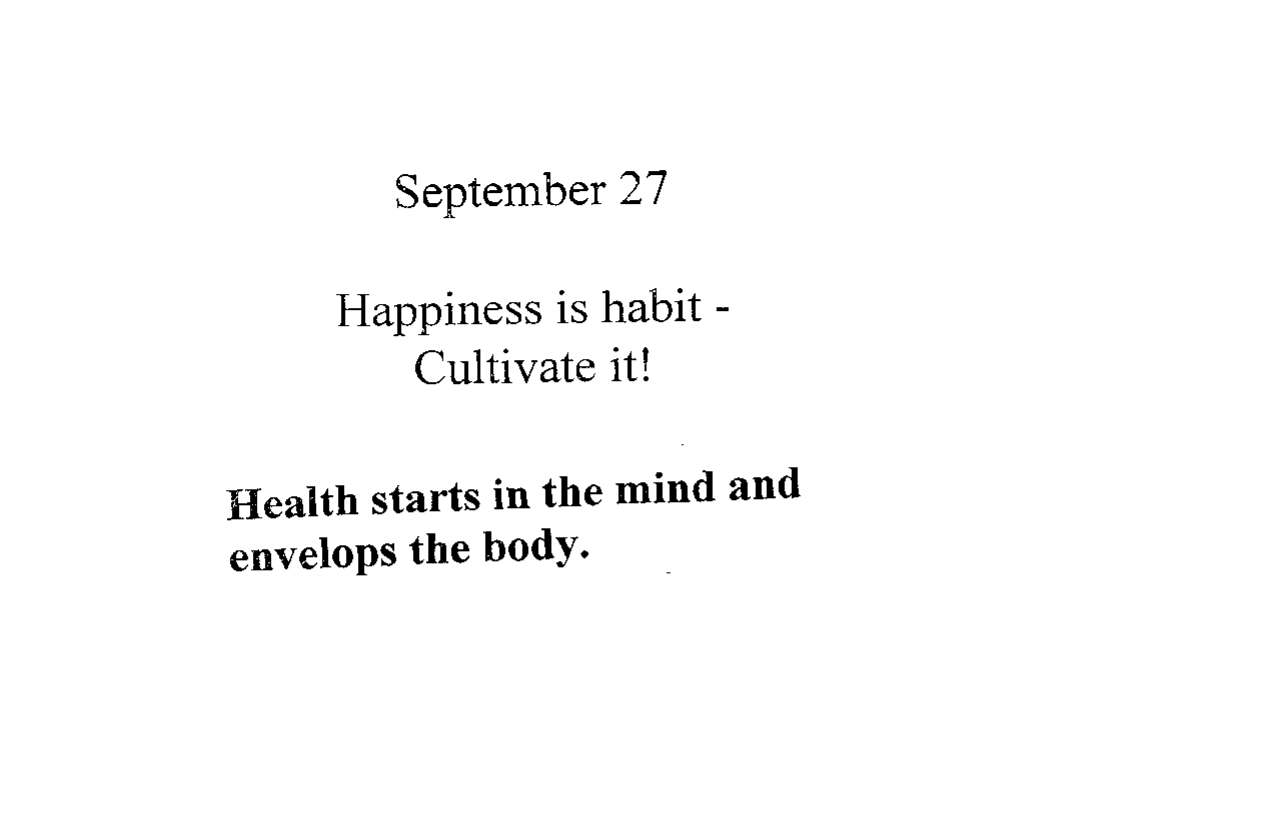 September 27
Happiness is habit -
Cultivate it!
Health starts in the mind and
envelops the body.